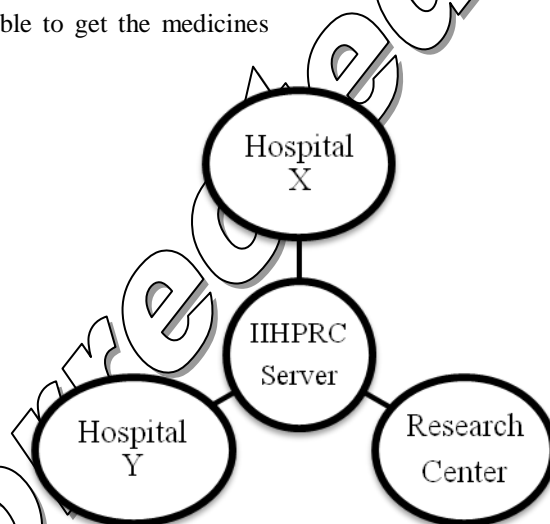 ble to get the medicines
Hospital
X
IIHPRC
Server
Hospital
Y
Research
Center